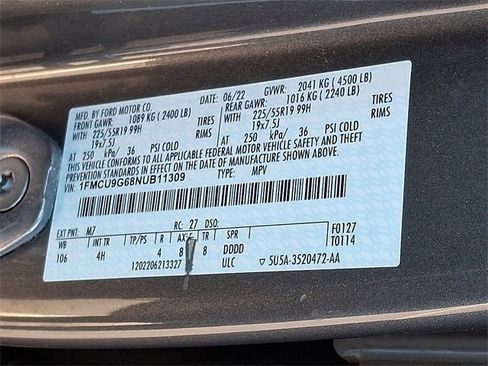 MFD. BY FORD MOTOR CO.
DATE: 06/22 GVWR: 2041 KG (4500 LB)
FRONT GAWR: 1089 KG (2400 LB) REAR GAWR: 1016 KG (2240 LB)
WITH 225/55R19 99H TIRES WITH 225/55R19 99H TIRES
19x7.5J RIMS 19x7.5J RIMS
AT 250 kPa/ 36 PSI COLD AT 250 kPa/ 36 PSI COLD
THIS VEHICLE CONFORMS TO ALL APPLICABLE FEDERAL MOTOR VEHICLE SAFETY, BUMPER, AND THEFT
PREVENTION STANDARDS IN EFFECT ON THE DATE OF MANUFACTURE SHOWN ABOVE.
VIN: 1FMCU9G68NUB11309 TYPE: MPV
EXT PNT: M7 RC: 27 DSO:
WB INT TR TP/PS R AXLE TR SPR F0127
106 4H 4 8 8 DDDD T0114
1202206213327 ULC 5U5A-3520472-AA